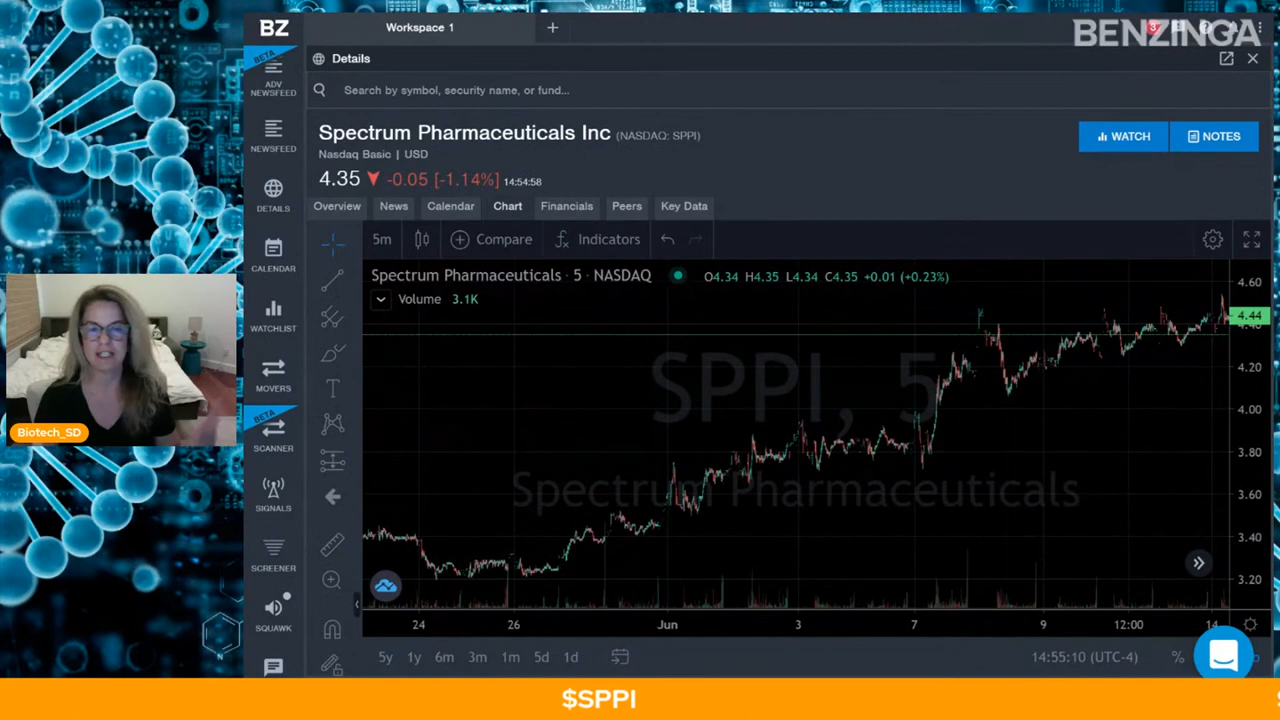 BZ
Workspace 1
BENZINGA
BETA
ADV
NEWSFEED
NEWSFEED
DETAILS
CALENDAR
WATCHLIST
MOVERS
BETA
SCANNER
SIGNALS
SCREENER
SQUAWK
Details
Search by symbol, security name, or fund...
Spectrum Pharmaceuticals Inc (NASDAQ: SPPI)
WATCH
NOTES
Nasdaq Basic | USD
4.35 -0.05 [-1.14%] 14:54:58
Overview News Calendar Chart Financials Peers Key Data
5m Compare Indicators
Spectrum Pharmaceuticals · 5 · NASDAQ O4.34 H4.35 L4.34 C4.35 +0.01 (+0.23%)
Volume 3.1K
SPPI, 5
Spectrum Pharmaceuticals
4.60
4.44
4.20
4.00
3.80
3.60
3.40
3.20
24 26 Jun 3 7 9 12:00 14
5y 1y 6m 3m 1m 5d 1d
14:55:10 (UTC-4) %
Biotech_SD
$SPPI